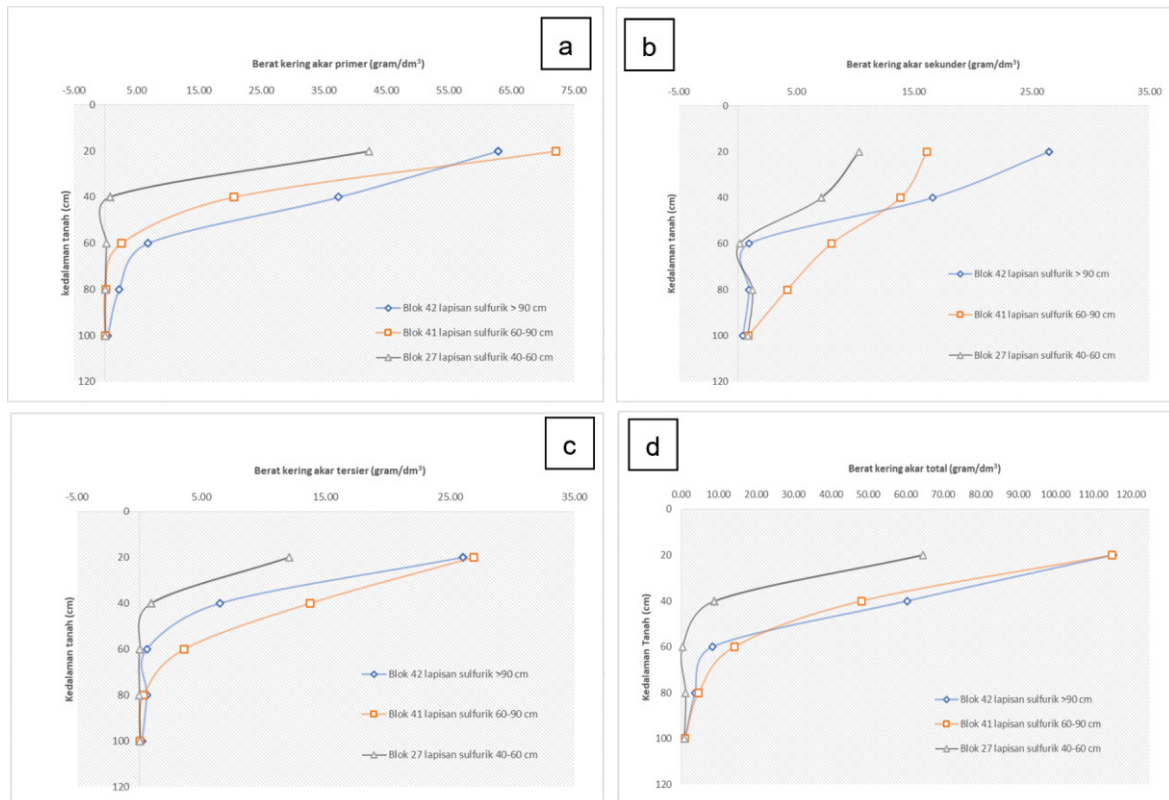 a
Berat kering akar primer (gram/dm³)
-5.00 5.00 15.00 25.00 35.00 45.00 55.00 65.00 75.00
0
20
40
60
80
100
120
kedalaman tanah (cm)
Blok 42 lapisan sulfurik > 90 cm
Blok 41 lapisan sulfurik 60-90 cm
Blok 27 lapisan sulfurik 40-60 cm
b
Berat kering akar sekunder (gram/dm³)
-5.00 5.00 15.00 25.00 35.00
0
20
40
60
80
100
120
Kedalaman tanah (cm)
Blok 42 lapisan sulfurik > 90 cm
Blok 41 lapisan sulfurik 60-90 cm
Blok 27 lapisan sulfurik 40-60 cm
c
Berat kering akar tersier (gram/dm³)
-5.00 5.00 15.00 25.00 35.00
0
20
40
60
80
100
120
Kedalaman tanah (cm)
Blok 42 lapisan sulfurik >90 cm
Blok 41 lapisan sulfurik 60-90 cm
Blok 27 lapisan sulfurik 40-60 cm
d
Berat kering akar total (gram/dm³)
0.00 10.00 20.00 30.00 40.00 50.00 60.00 70.00 80.00 90.00 100.00 110.00 120.00
0
20
40
60
80
100
120
Kedalaman Tanah (cm)
Blok 42 lapisan sulfurik >90 cm
Blok 41 lapisan sulfurik 60-90 cm
Blok 27 lapisan sulfurik 40-60 cm